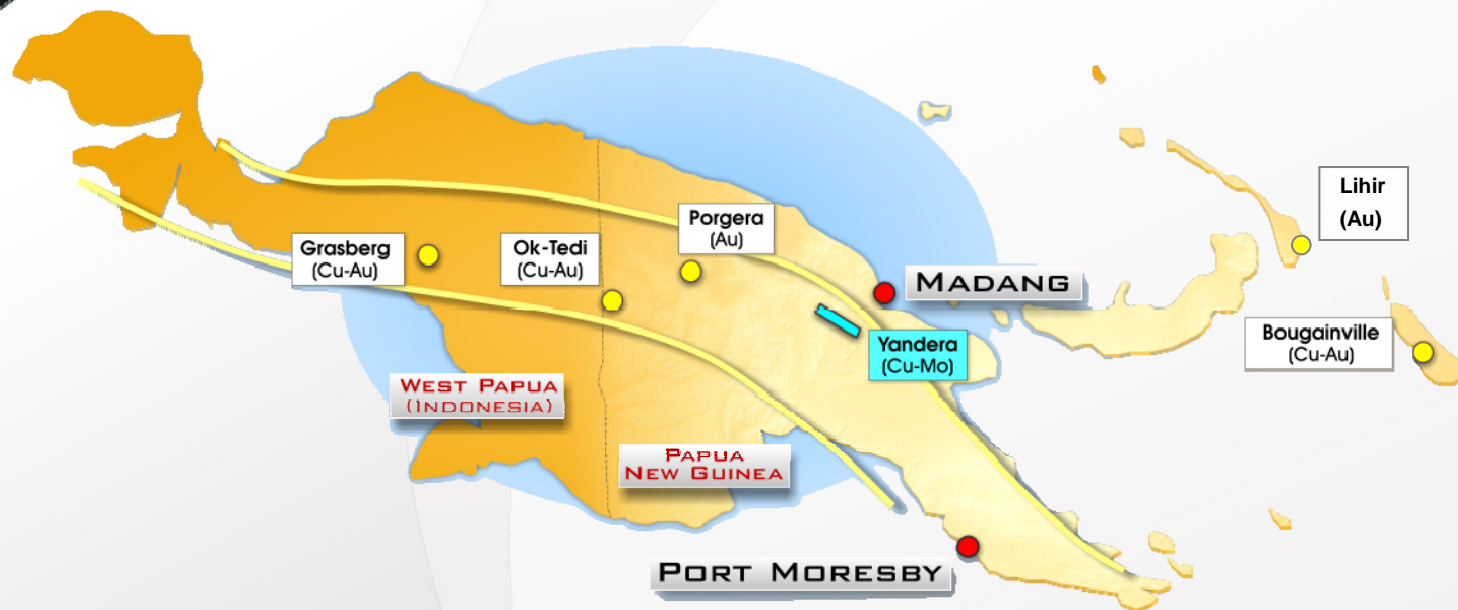 Lihir
(Au)
Porgera
(Au)
Grasberg
(Cu-Au)
Ok-Tedi
(Cu-Au)
MADANG
Yandera
(Cu-Mo)
Bougainville
(Cu-Au)
WEST PAPUA
(INDONESIA)
PAPUA
NEW GUINEA
PORT MORESBY